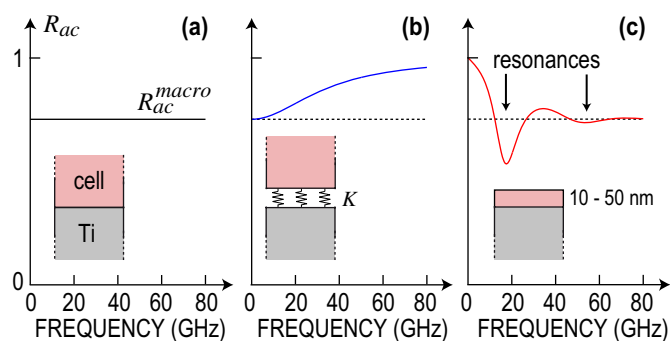 R_ac (a) (b) (c)
1 resonances
R_ac^macro
cell K 10 - 50 nm
Ti
0
0 20 40 60 80 0 20 40 60 80 0 20 40 60 80
FREQUENCY (GHz) FREQUENCY (GHz) FREQUENCY (GHz)